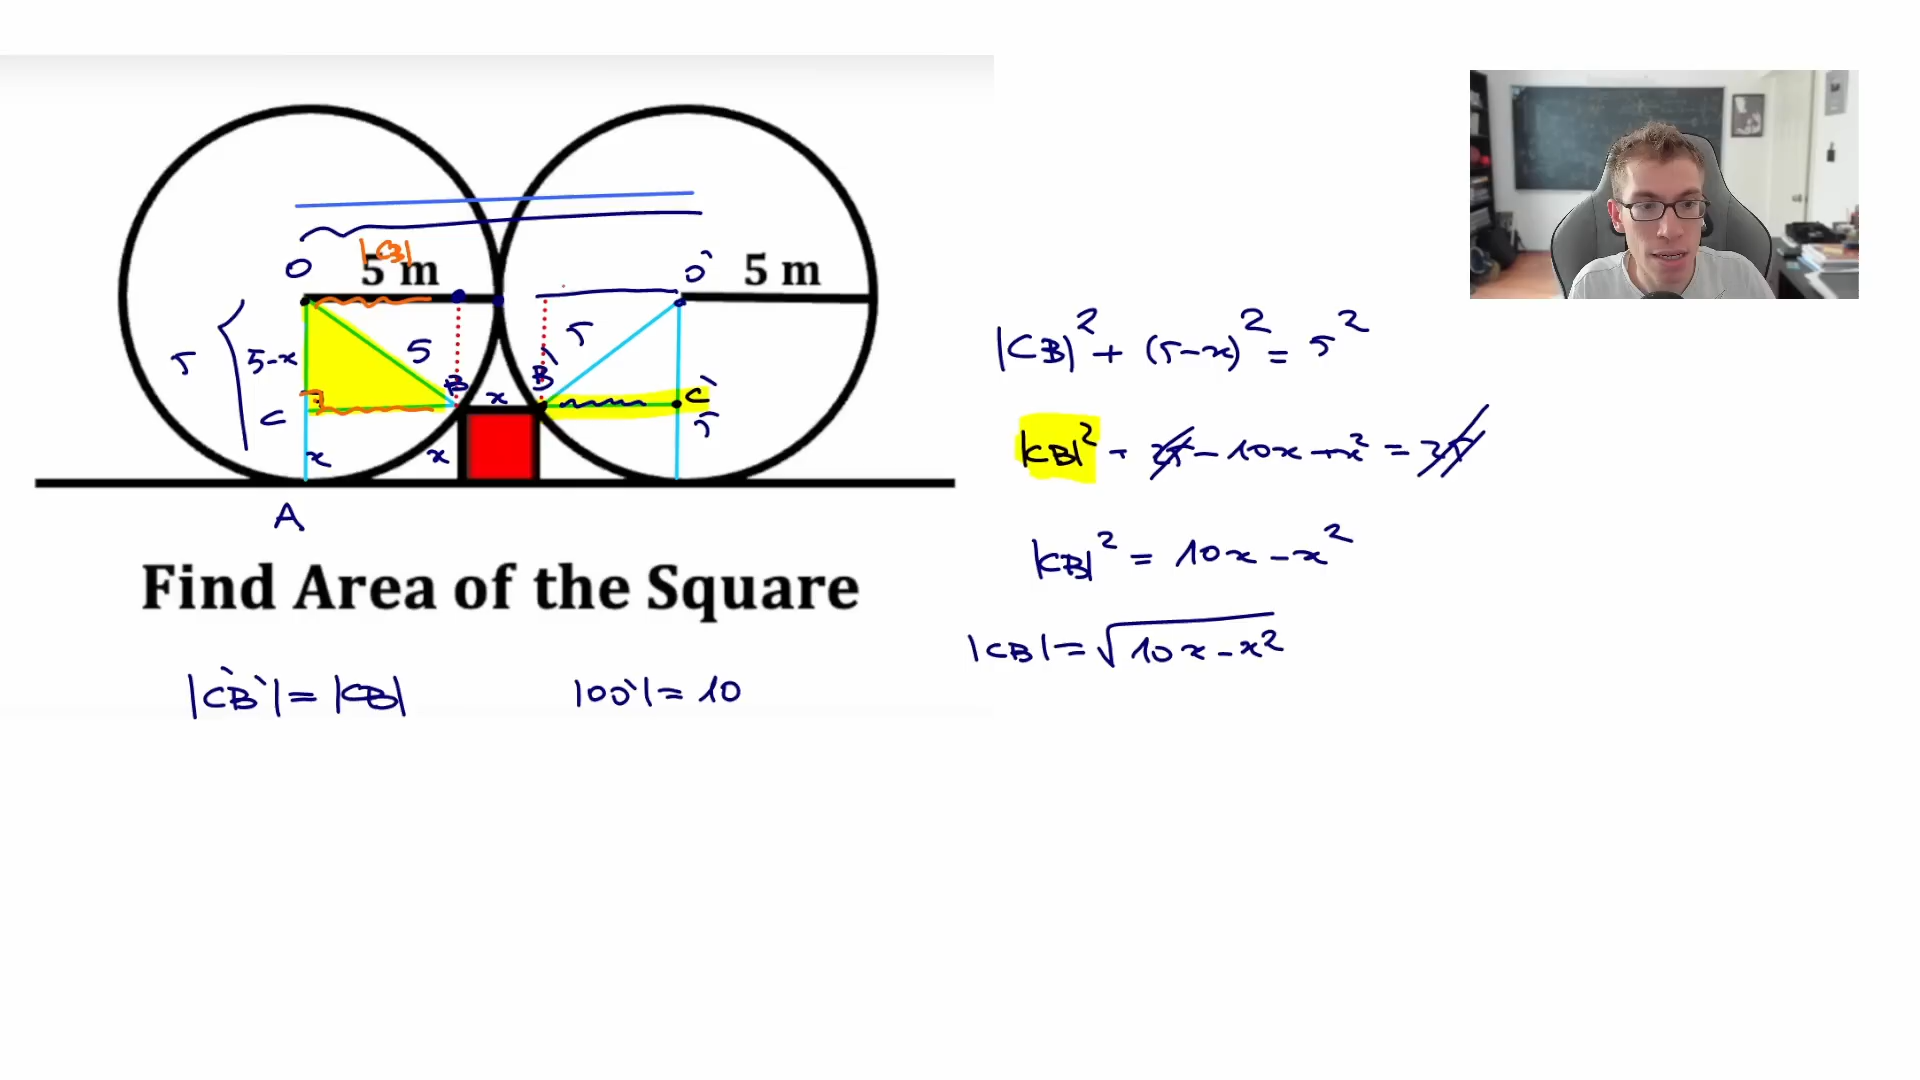 O |CB| 5 m O` 5 m
5 5-x 5 5
B B` x
C C` 5
x x
A
Find Area of the Square
|C`B`| = |CB| |OO`| = 10
|CB|² + (5-x)² = 5²
|CB|² + 25 - 10x + x² = 25
|CB|² = 10x - x²
|CB| = √10x - x²